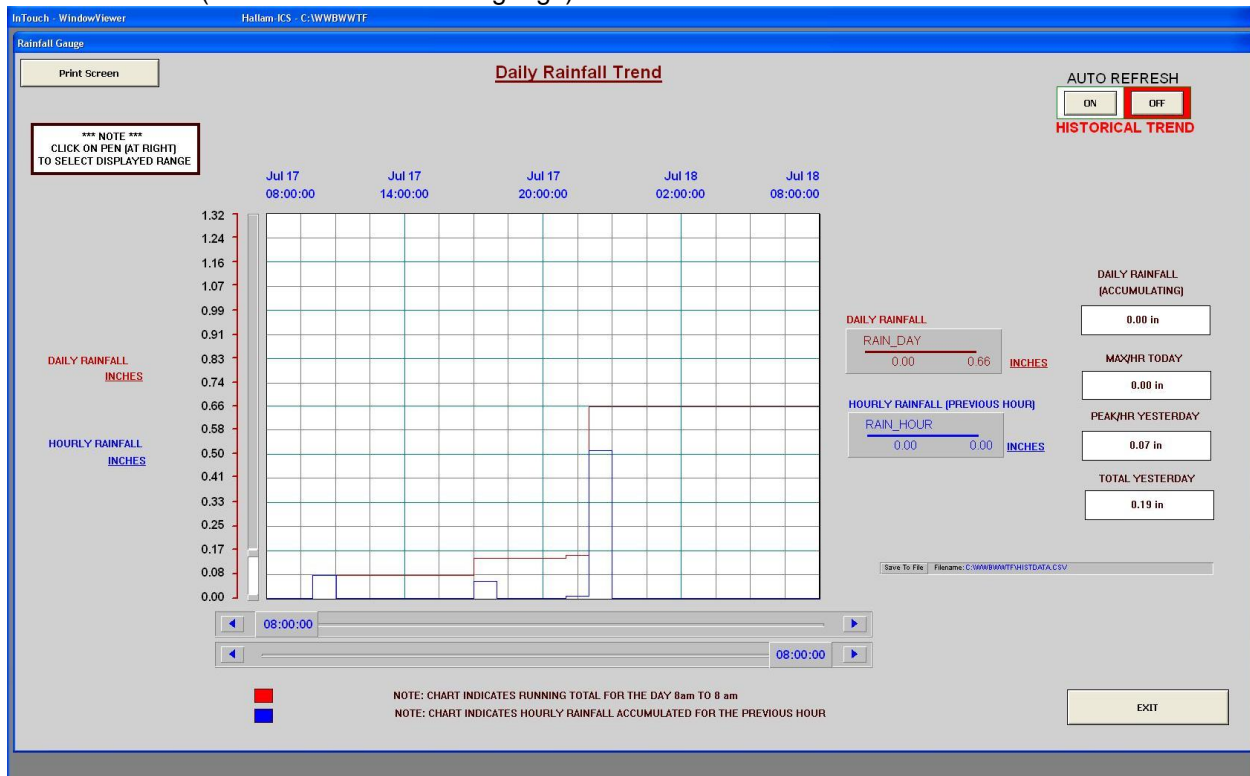 InTouch - WindowViewer Hallam-ICS - C:\WWBWWTF
Rainfall Gauge
Print Screen
Daily Rainfall Trend
AUTO REFRESH
ON OFF
HISTORICAL TREND
*** NOTE ***
CLICK ON PEN (AT RIGHT)
TO SELECT DISPLAYED RANGE
Jul 17 Jul 17 Jul 17 Jul 18 Jul 18
08:00:00 14:00:00 20:00:00 02:00:00 08:00:00
1.32
1.24
1.16
1.07
0.99
0.91
0.83
0.74
0.66
0.58
0.50
0.41
0.33
0.25
0.17
0.08
0.00
DAILY RAINFALL
INCHES
HOURLY RAINFALL
INCHES
DAILY RAINFALL
RAIN_DAY
0.00 0.66 INCHES
HOURLY RAINFALL (PREVIOUS HOUR)
RAIN_HOUR
0.00 0.00 INCHES
DAILY RAINFALL
(ACCUMULATING)
0.00 in
MAX/HR TODAY
0.00 in
PEAK/HR YESTERDAY
0.07 in
TOTAL YESTERDAY
0.19 in
Save To File Filename: C:\WWBWWTF\HISTDATA.CSV
08:00:00
08:00:00
NOTE: CHART INDICATES RUNNING TOTAL FOR THE DAY 8am TO 8 am
NOTE: CHART INDICATES HOURLY RAINFALL ACCUMULATED FOR THE PREVIOUS HOUR
EXIT